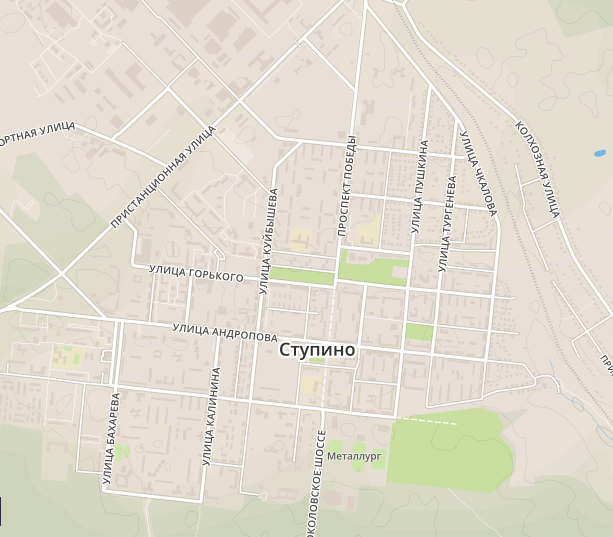 КОЛХОЗНАЯ УЛИЦА
УЛИЦА ЧКАЛОВА
ОРТНАЯ УЛИЦА
ПРИСТАНЦИОННАЯ УЛИЦА
ПРОСПЕКТ ПОБЕДЫ
УЛИЦА ПУШКИНА
УЛИЦА ТУРГЕНЕВА
УЛИЦА КУЙБЫШЕВА
УЛИЦА ГОРЬКОГО
УЛИЦА АНДРОПОВА
Ступино
ПРИ
УЛИЦА КАЛИНИНА
УЛИЦА БАХАРЕВА
ОКОЛОВСКОЕ ШОССЕ
Металлург